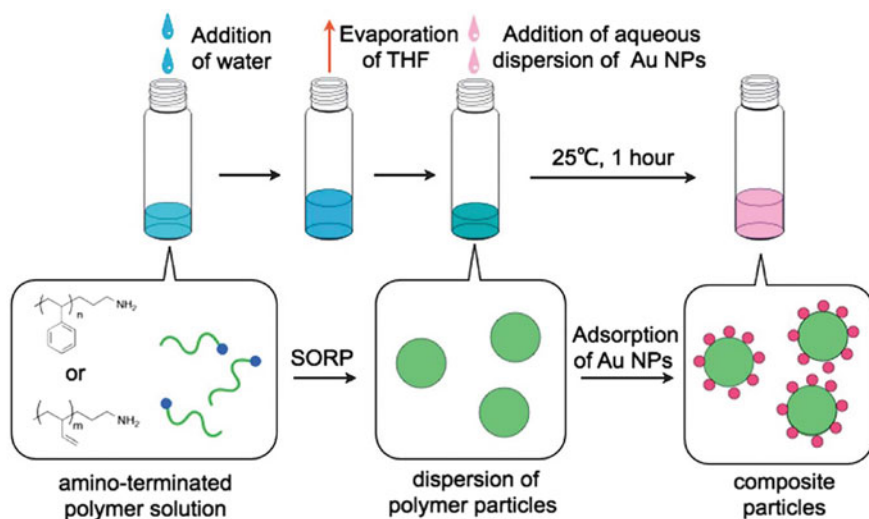 Addition
of water
Evaporation
of THF
Addition of aqueous
dispersion of Au NPs
25℃, 1 hour
n
NH₂
or
m
NH₂
SORP
Adsorption
of Au NPs
amino-terminated
polymer solution
dispersion of
polymer particles
composite
particles